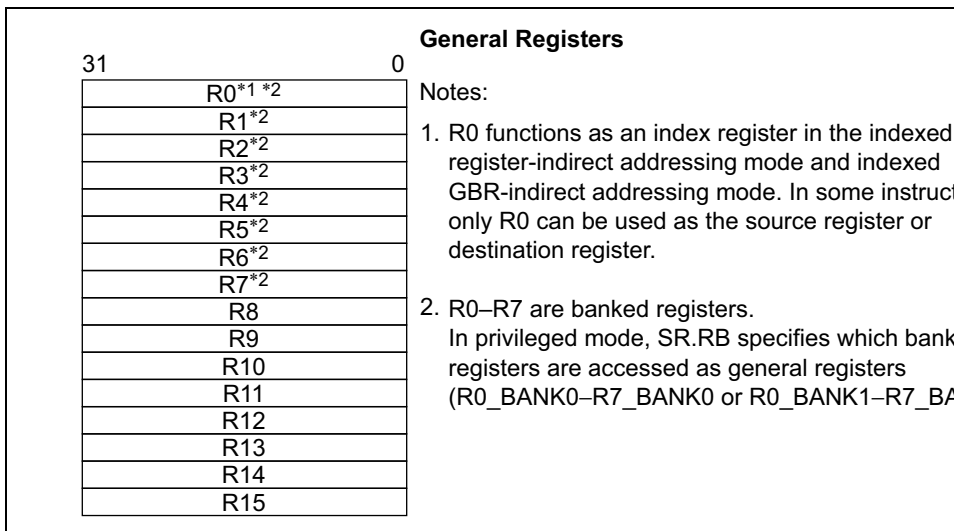 General Registers
31 0
R0*1 *2
R1*2
R2*2
R3*2
R4*2
R5*2
R6*2
R7*2
R8
R9
R10
R11
R12
R13
R14
R15
Notes:
1. R0 functions as an index register in the indexed
register-indirect addressing mode and indexed
GBR-indirect addressing mode. In some instruct
only R0 can be used as the source register or
destination register.
2. R0–R7 are banked registers.
In privileged mode, SR.RB specifies which bank
registers are accessed as general registers
(R0_BANK0–R7_BANK0 or R0_BANK1–R7_BA